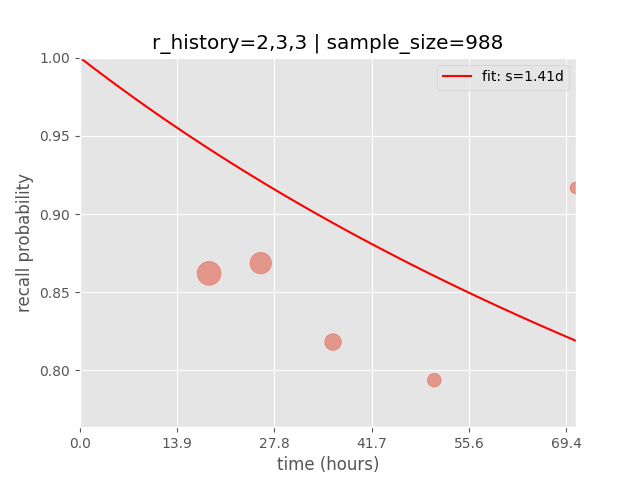 r_history=2,3,3 | sample_size=988
fit: s=1.41d
1.00
0.95
0.90
0.85
0.80
recall probability
0.0
13.9
27.8
41.7
55.6
69.4
time (hours)